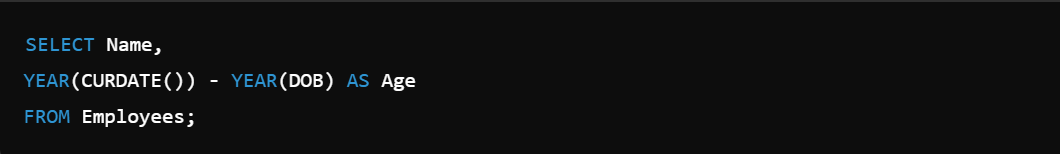 SELECT Name,
YEAR(CURDATE()) - YEAR(DOB) AS Age
FROM Employees;